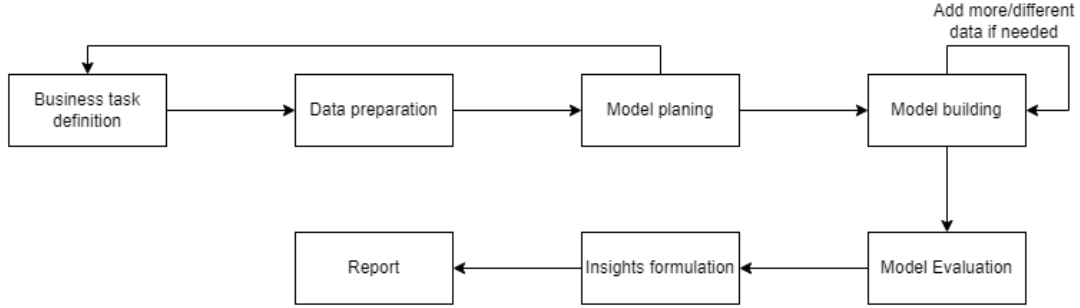 Add more/different
data if needed
Business task
definition
Data preparation
Model planing
Model building
Report
Insights formulation
Model Evaluation